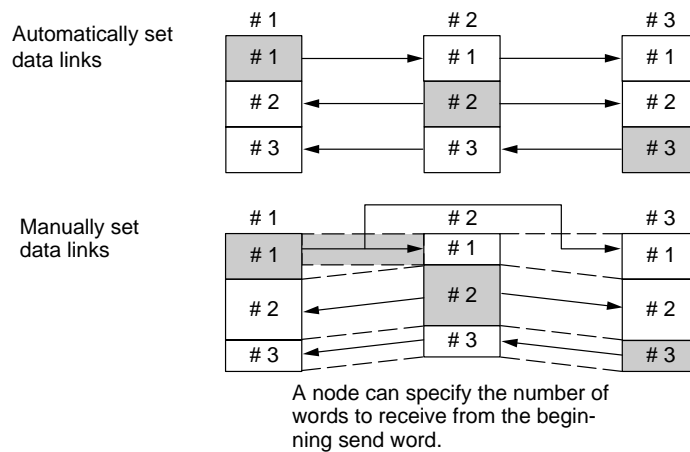 Automatically set
data links
# 1 # 2 # 3
# 1 # 1 # 1
# 2 # 2 # 2
# 3 # 3 # 3
Manually set
data links
# 1 # 2 # 3
# 1 # 1 # 1
# 2 # 2 # 2
# 3 # 3 # 3
A node can specify the number of
words to receive from the begin-
ning send word.